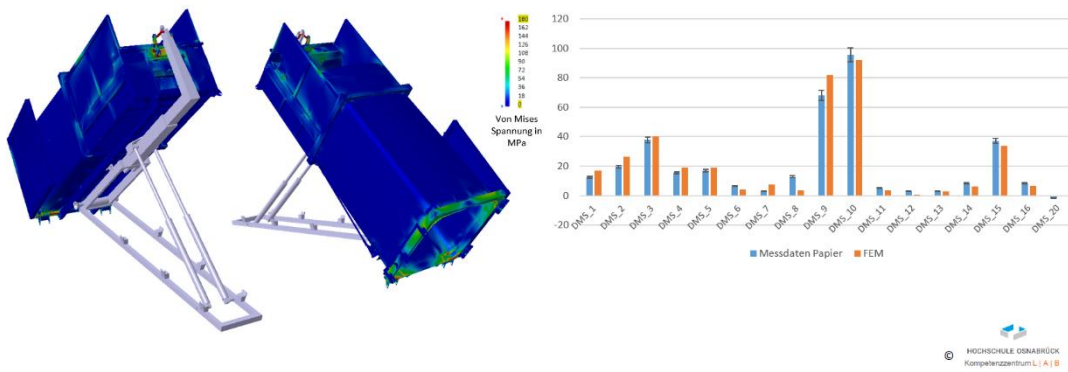 180
162
144
126
108
90
72
54
36
18
0
Von Mises
Spannung in
MPa
120
100
80
60
40
20
0
-20
DMS_1
DMS_2
DMS_3
DMS_4
DMS_5
DMS_6
DMS_7
DMS_8
DMS_9
DMS_10
DMS_11
DMS_12
DMS_13
DMS_14
DMS_15
DMS_16
DMS_20
Messdaten Papier FEM
© HOCHSCHULE OSNABRÜCK
Kompetenzzentrum L | A | B